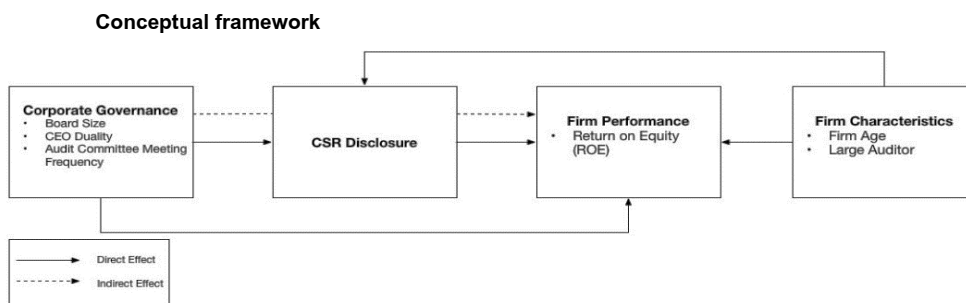 Conceptual framework
Corporate Governance
• Board Size
• CEO Duality
• Audit Committee Meeting
Frequency
CSR Disclosure
Firm Performance
• Return on Equity
(ROE)
Firm Characteristics
• Firm Age
• Large Auditor
Direct Effect
Indirect Effect